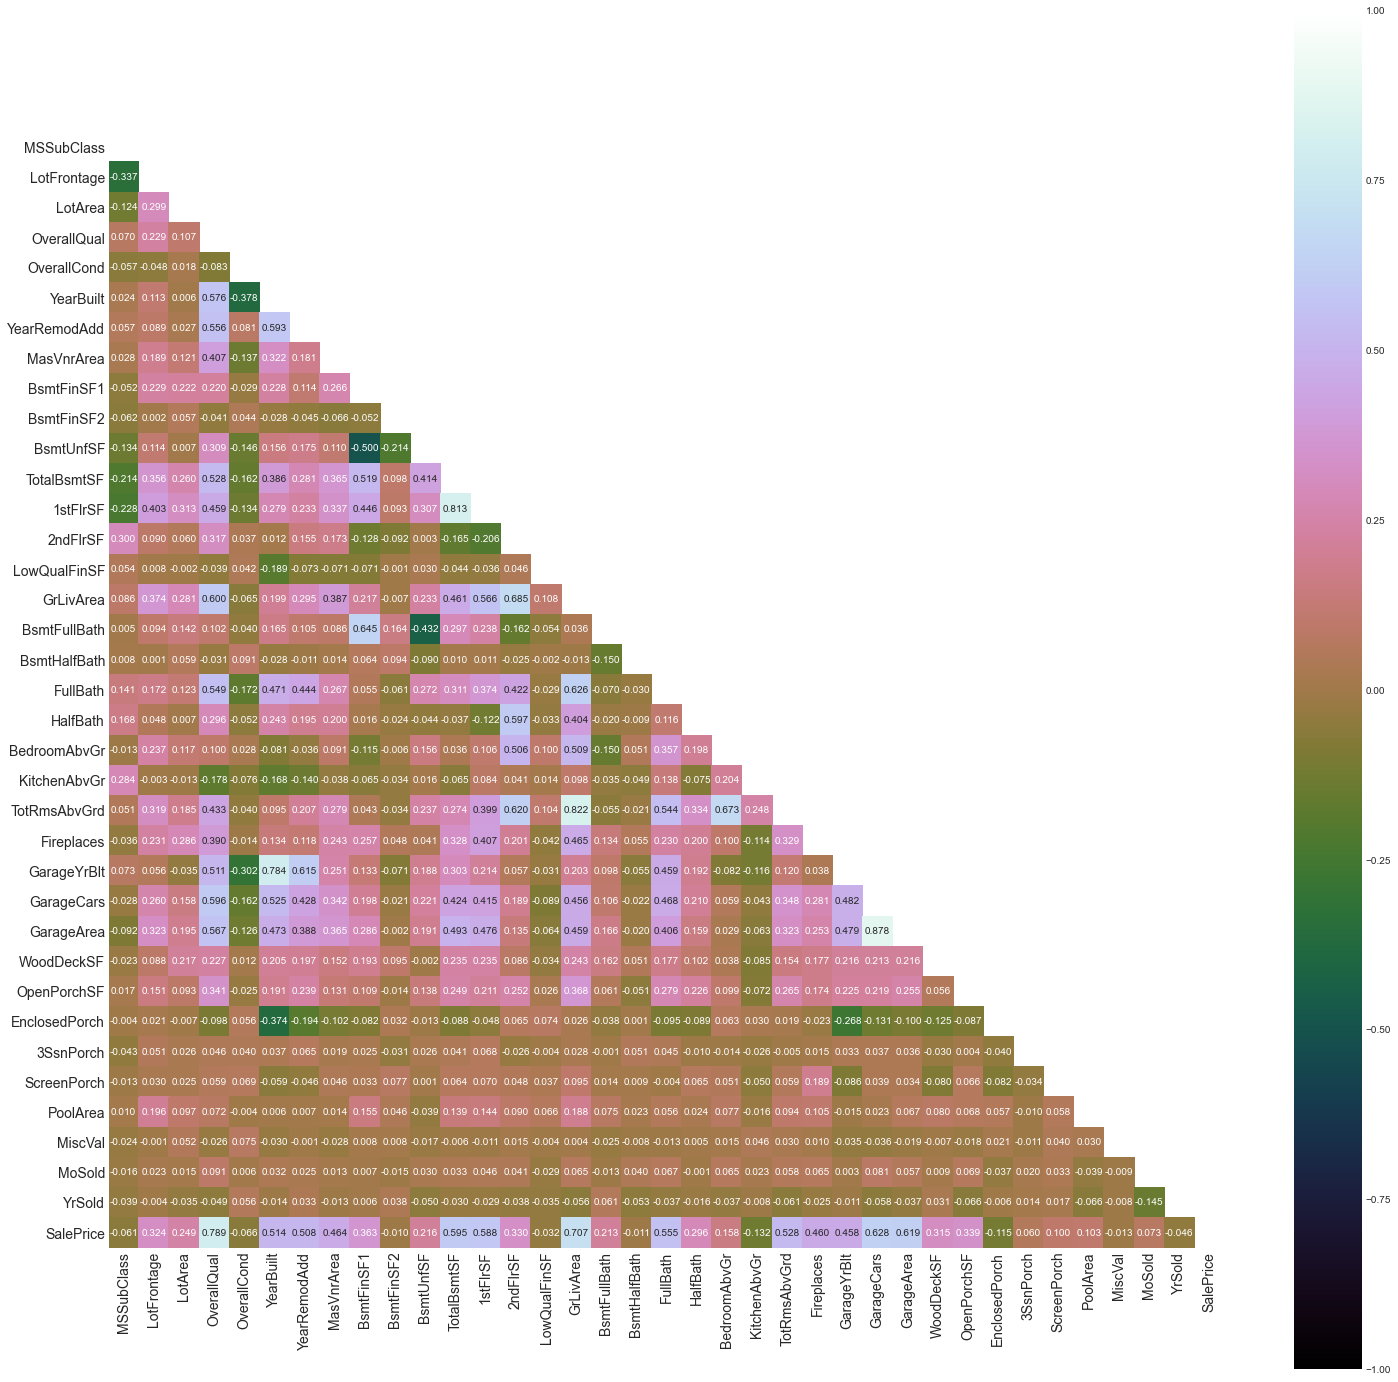 1.00
MSSubClass
LotFrontage -0.337
0.75
LotArea -0.124 0.299
OverallQual 0.070 0.229 0.107
OverallCond -0.057 -0.048 0.018 -0.083
YearBuilt 0.024 0.113 0.006 0.576 -0.378
YearRemodAdd 0.057 0.089 0.027 0.556 0.081 0.593
0.50
MasVnrArea 0.028 0.189 0.121 0.407 -0.137 0.322 0.181
BsmtFinSF1 -0.052 0.229 0.222 0.220 -0.029 0.228 0.114 0.266
BsmtFinSF2 -0.062 0.002 0.057 -0.041 0.044 -0.028 -0.045 -0.066 -0.052
BsmtUnfSF -0.134 0.114 0.007 0.309 -0.146 0.156 0.175 0.110 -0.500 -0.214
TotalBsmtSF -0.214 0.356 0.260 0.528 -0.162 0.386 0.281 0.365 0.519 0.098 0.414
1stFlrSF -0.228 0.403 0.313 0.459 -0.134 0.279 0.233 0.337 0.446 0.093 0.307 0.813
0.25
2ndFlrSF 0.300 0.090 0.060 0.317 0.037 0.012 0.155 0.173 -0.128 -0.092 0.003 -0.165 -0.206
LowQualFinSF 0.054 0.008 -0.002 -0.039 0.042 -0.189 -0.073 -0.071 -0.071 -0.001 0.030 -0.044 -0.036 0.046
GrLivArea 0.086 0.374 0.281 0.600 -0.065 0.199 0.295 0.387 0.217 -0.007 0.233 0.461 0.566 0.685 0.108
BsmtFullBath 0.005 0.094 0.142 0.102 -0.040 0.165 0.105 0.086 0.645 0.164 -0.432 0.297 0.238 -0.162 -0.054 0.036
BsmtHalfBath 0.008 0.001 0.059 -0.031 0.091 -0.028 -0.011 0.014 0.064 0.094 -0.090 0.010 0.011 -0.025 -0.002 -0.013 -0.150
FullBath 0.141 0.172 0.123 0.549 -0.172 0.471 0.444 0.267 0.055 -0.061 0.272 0.311 0.374 0.422 -0.029 0.626 -0.070 -0.030
0.00
HalfBath 0.168 0.048 0.007 0.296 -0.052 0.243 0.195 0.200 0.016 -0.024 -0.044 -0.037 -0.122 0.597 -0.033 0.404 -0.020 -0.009 0.116
BedroomAbvGr -0.013 0.237 0.117 0.100 0.028 -0.081 -0.036 0.091 -0.115 -0.006 0.156 0.036 0.106 0.506 0.100 0.509 -0.150 0.051 0.357 0.198
KitchenAbvGr 0.284 -0.003 -0.013 -0.178 -0.076 -0.168 -0.140 -0.038 -0.065 -0.034 0.016 -0.065 0.084 0.041 0.014 0.098 -0.035 -0.049 0.138 -0.075 0.204
TotRmsAbvGrd 0.051 0.319 0.185 0.433 -0.040 0.095 0.207 0.279 0.043 -0.034 0.237 0.274 0.399 0.620 0.104 0.822 -0.055 -0.021 0.544 0.334 0.673 0.248
Fireplaces -0.036 0.231 0.286 0.390 -0.014 0.134 0.118 0.243 0.257 0.048 0.041 0.328 0.407 0.201 -0.042 0.465 0.134 0.055 0.230 0.200 0.100 -0.114 0.329
−0.25
GarageYrBlt 0.073 0.056 -0.035 0.511 -0.302 0.784 0.615 0.251 0.133 -0.071 0.188 0.303 0.214 0.057 -0.031 0.203 0.098 -0.055 0.459 0.192 -0.082 -0.116 0.120 0.038
GarageCars -0.028 0.260 0.158 0.596 -0.162 0.525 0.428 0.342 0.198 -0.021 0.221 0.424 0.415 0.189 -0.089 0.456 0.106 -0.022 0.468 0.210 0.059 -0.043 0.348 0.281 0.482
GarageArea -0.092 0.323 0.195 0.567 -0.126 0.473 0.388 0.365 0.286 -0.002 0.191 0.493 0.476 0.135 -0.064 0.459 0.166 -0.020 0.406 0.159 0.029 -0.063 0.323 0.253 0.479 0.878
WoodDeckSF -0.023 0.088 0.217 0.227 0.012 0.205 0.197 0.152 0.193 0.095 -0.002 0.235 0.235 0.086 -0.034 0.243 0.162 0.051 0.177 0.102 0.038 -0.085 0.154 0.177 0.216 0.213 0.216
OpenPorchSF 0.017 0.151 0.093 0.341 -0.025 0.191 0.239 0.131 0.109 -0.014 0.138 0.249 0.211 0.252 0.026 0.368 0.061 -0.051 0.279 0.226 0.099 -0.072 0.265 0.174 0.225 0.219 0.255 0.056
EnclosedPorch -0.004 0.021 -0.007 -0.098 0.056 -0.374 -0.194 -0.102 -0.082 0.032 -0.013 -0.088 -0.048 0.065 0.074 0.026 -0.038 0.001 -0.095 -0.089 0.063 0.030 0.019 -0.023 -0.268 -0.131 -0.100 -0.125 -0.087
−0.50
3SsnPorch -0.043 0.051 0.026 0.046 0.040 0.037 0.065 0.019 0.025 -0.031 0.026 0.041 0.068 -0.026 -0.014 0.028 -0.001 0.051 0.045 -0.010 -0.014 -0.026 -0.005 0.015 0.033 0.037 0.036 -0.030 0.004 -0.040
ScreenPorch -0.013 0.030 0.025 0.059 0.069 -0.059 -0.046 0.046 0.033 0.077 0.001 0.064 0.070 0.048 0.037 0.095 0.014 0.009 -0.004 0.065 0.051 -0.050 0.059 0.189 -0.086 0.039 0.034 -0.080 0.066 -0.082 -0.034
PoolArea 0.010 0.196 0.097 0.072 -0.004 0.006 0.007 0.014 0.155 0.046 -0.039 0.139 0.144 0.090 0.066 0.188 0.075 0.023 0.056 0.024 0.077 -0.016 0.094 0.105 -0.015 0.023 0.067 0.080 0.068 0.057 -0.010 0.058
MiscVal -0.024 -0.001 0.052 -0.026 0.075 -0.030 -0.001 -0.028 0.008 0.008 -0.017 -0.006 -0.011 0.015 -0.004 0.004 -0.025 -0.008 -0.013 0.005 0.015 0.046 0.030 0.010 -0.035 -0.036 -0.019 -0.007 -0.018 0.021 -0.011 0.040 0.030
MoSold -0.016 0.023 0.015 0.091 0.006 0.032 0.025 0.013 0.007 -0.015 0.030 0.033 0.046 0.041 -0.029 0.065 -0.013 0.040 0.067 -0.001 0.065 0.023 0.058 0.065 0.003 0.081 0.057 0.009 0.069 -0.037 0.020 0.033 -0.039 -0.009
−0.75
YrSold -0.039 -0.004 -0.035 -0.049 0.056 -0.014 0.033 -0.013 0.006 0.038 -0.050 -0.030 -0.029 -0.038 -0.035 -0.056 0.061 -0.053 -0.037 -0.016 -0.037 -0.008 -0.061 -0.025 -0.011 -0.058 -0.037 0.031 -0.066 -0.006 0.014 0.017 -0.066 -0.008 -0.145
SalePrice -0.061 0.324 0.249 0.789 -0.066 0.514 0.508 0.464 0.363 -0.010 0.216 0.595 0.588 0.330 -0.032 0.707 0.213 -0.011 0.555 0.296 0.158 -0.132 0.528 0.460 0.458 0.628 0.619 0.315 0.339 -0.115 0.060 0.100 0.103 -0.013 0.073 -0.046
MSSubClass
LotFrontage
LotArea
OverallQual
OverallCond
YearBuilt
YearRemodAdd
MasVnrArea
BsmtFinSF1
BsmtFinSF2
BsmtUnfSF
TotalBsmtSF
1stFlrSF
2ndFlrSF
LowQualFinSF
GrLivArea
BsmtFullBath
BsmtHalfBath
FullBath
HalfBath
BedroomAbvGr
KitchenAbvGr
TotRmsAbvGrd
Fireplaces
GarageYrBlt
GarageCars
GarageArea
WoodDeckSF
OpenPorchSF
EnclosedPorch
3SsnPorch
ScreenPorch
PoolArea
MiscVal
MoSold
YrSold
SalePrice
−1.00